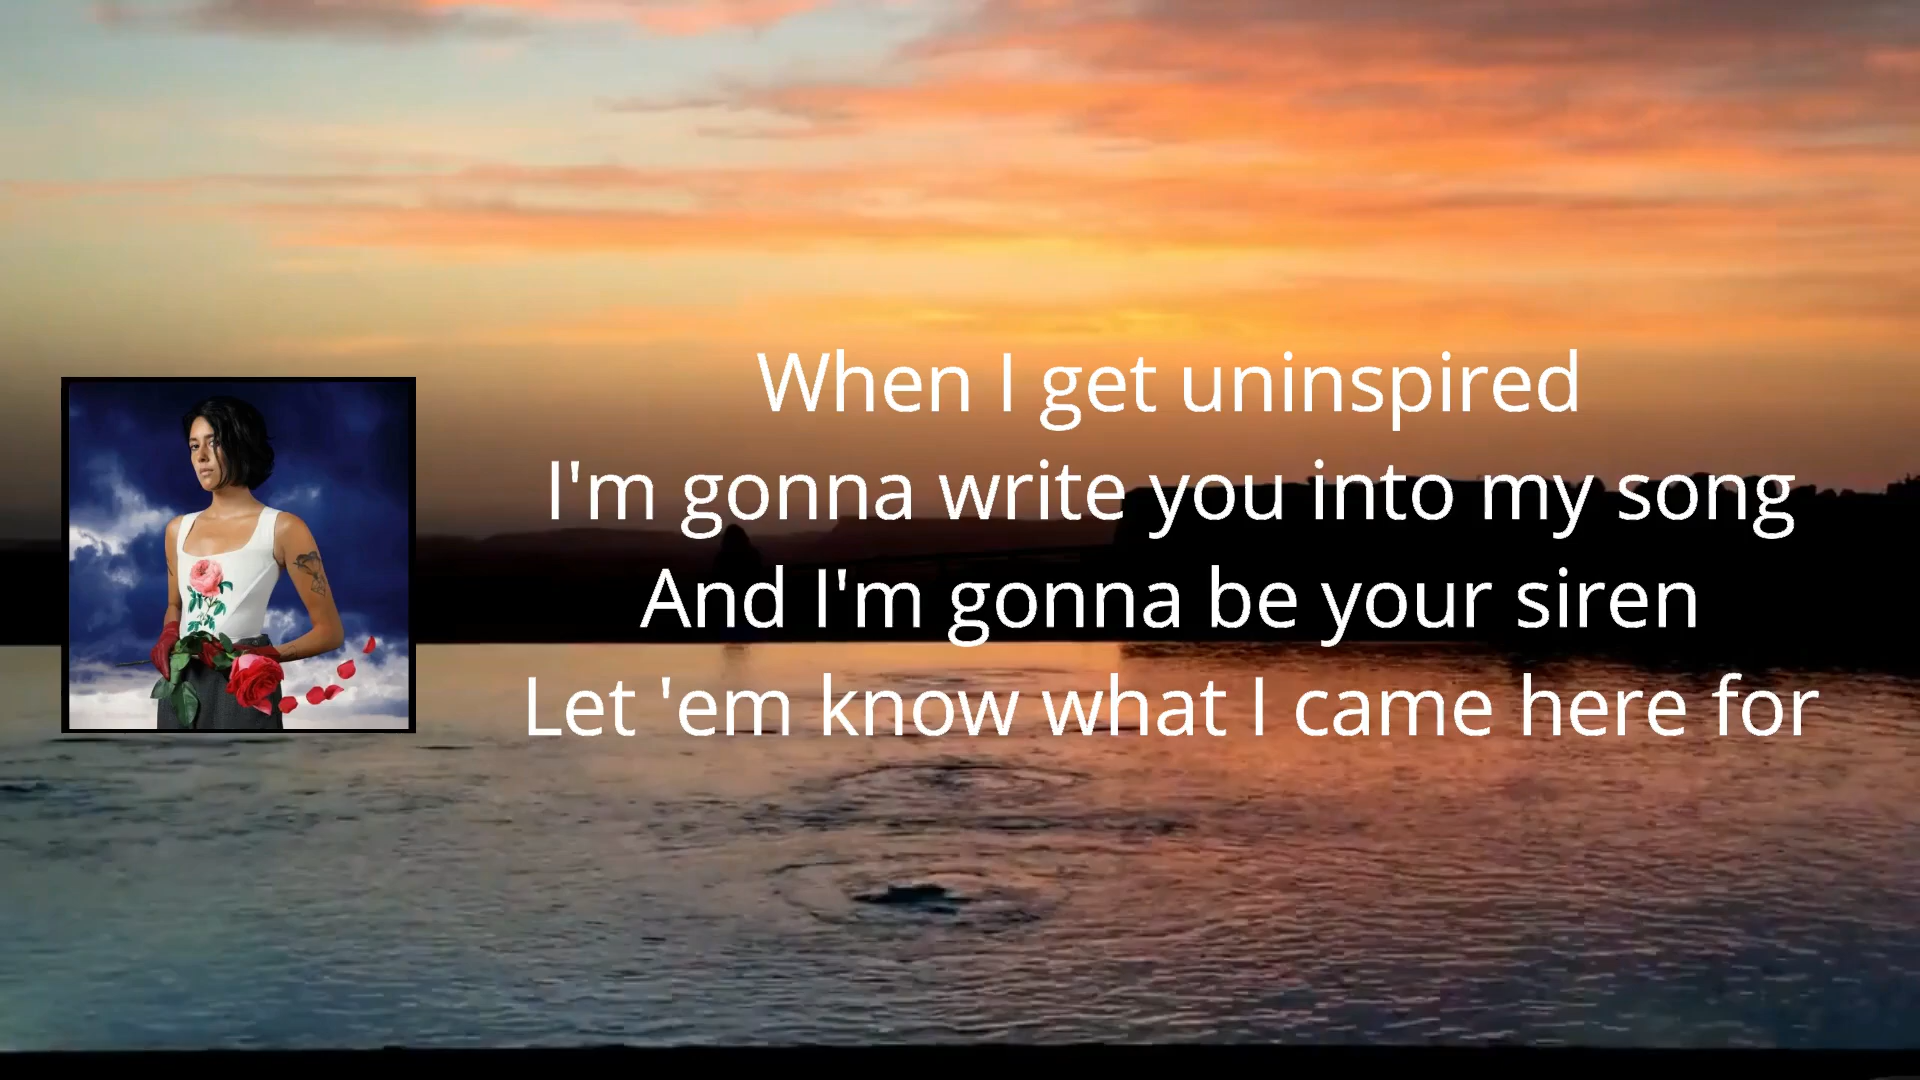 When I get uninspired
I'm gonna write you into my song
And I'm gonna be your siren
Let 'em know what I came here for